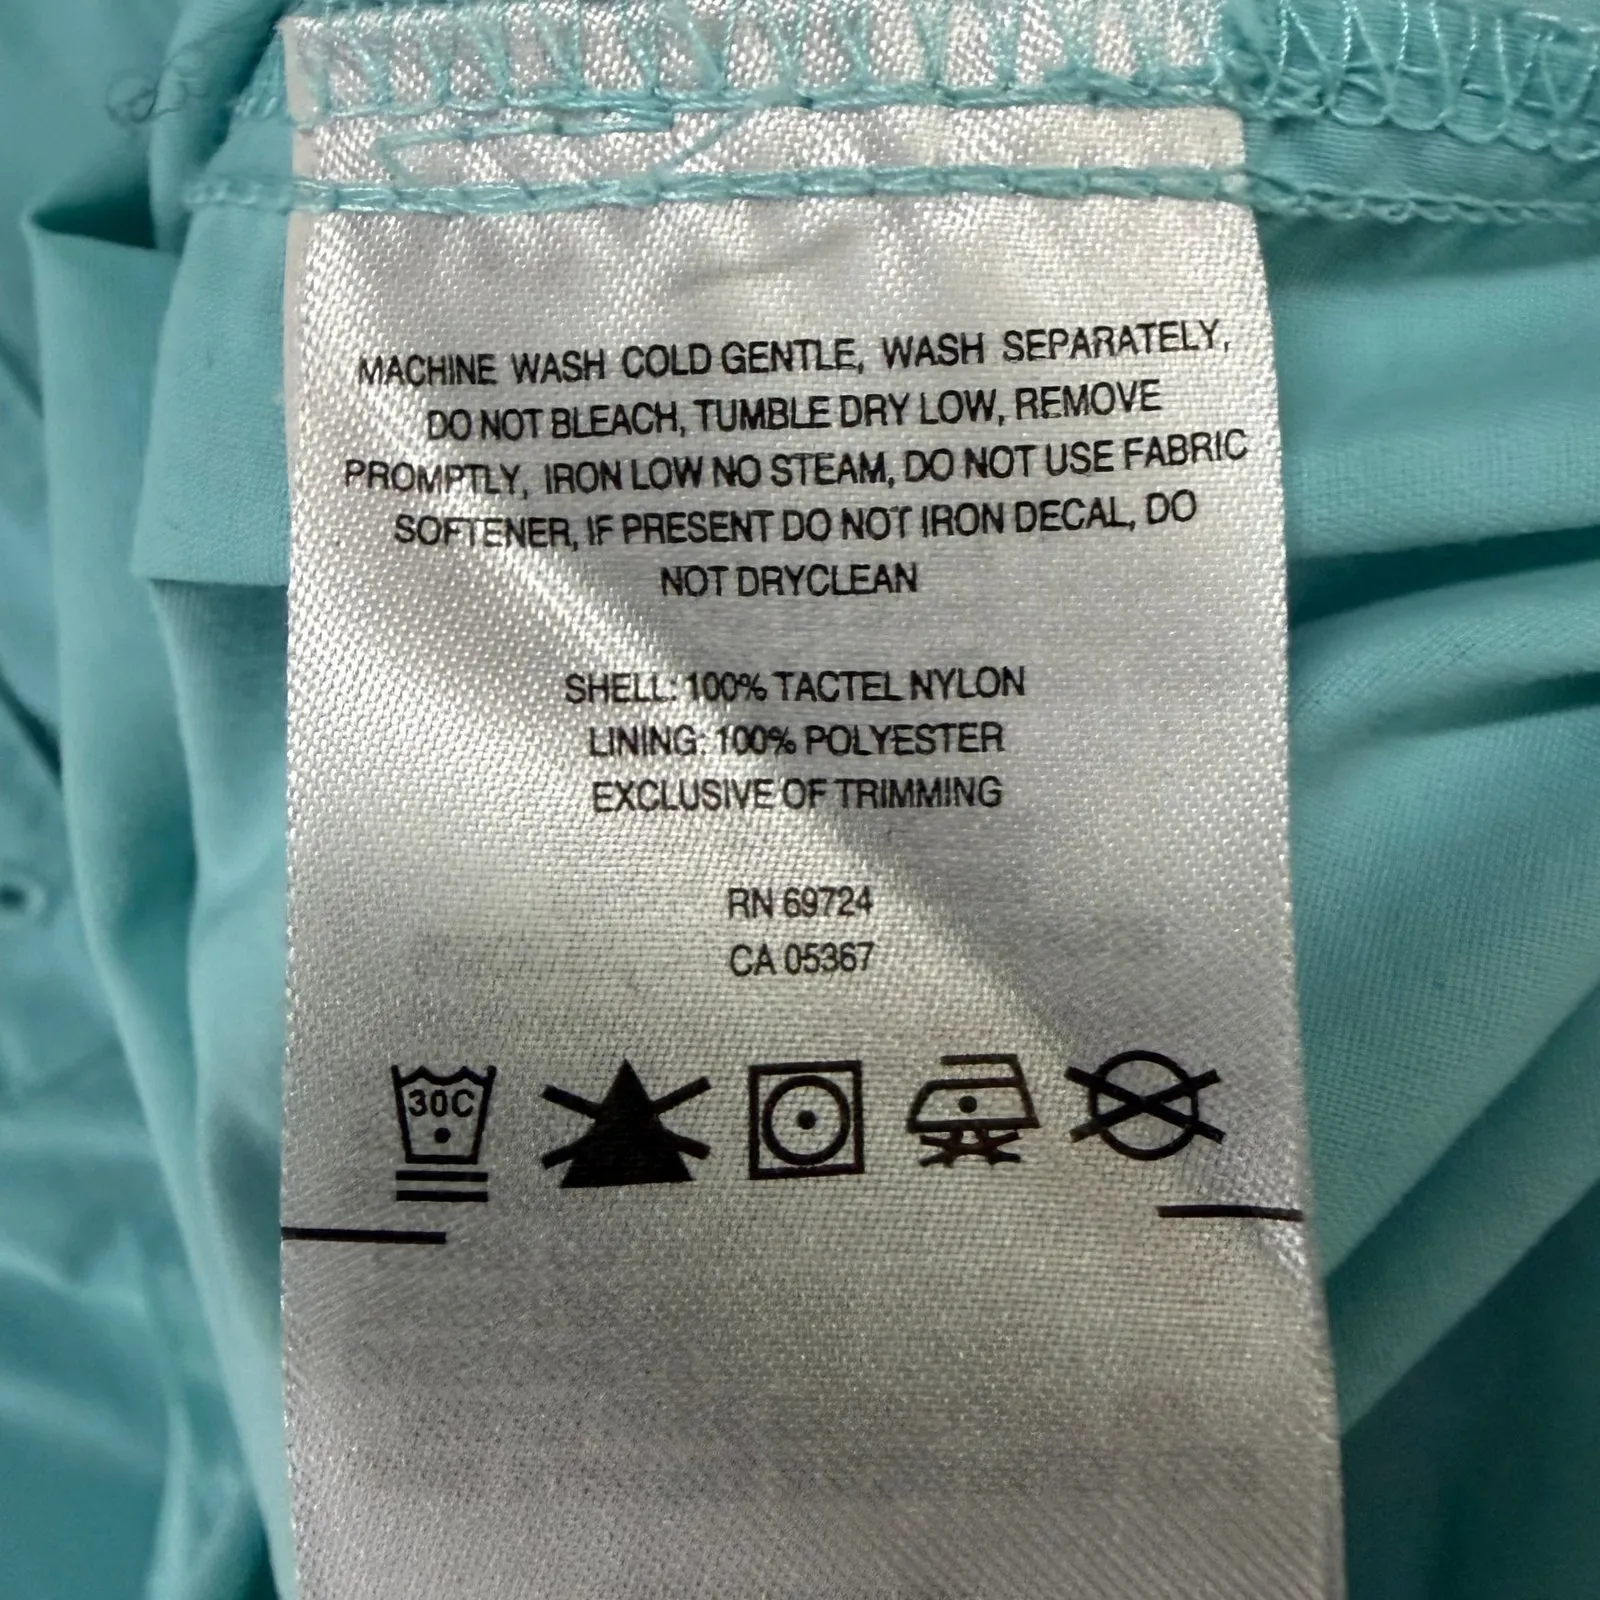 MACHINE WASH COLD GENTLE, WASH SEPARATELY,
DO NOT BLEACH, TUMBLE DRY LOW, REMOVE
PROMPTLY, IRON LOW NO STEAM, DO NOT USE FABRIC
SOFTENER, IF PRESENT DO NOT IRON DECAL, DO
NOT DRYCLEAN
SHELL: 100% TACTEL NYLON
LINING: 100% POLYESTER
EXCLUSIVE OF TRIMMING
RN 69724
CA 05367
30C